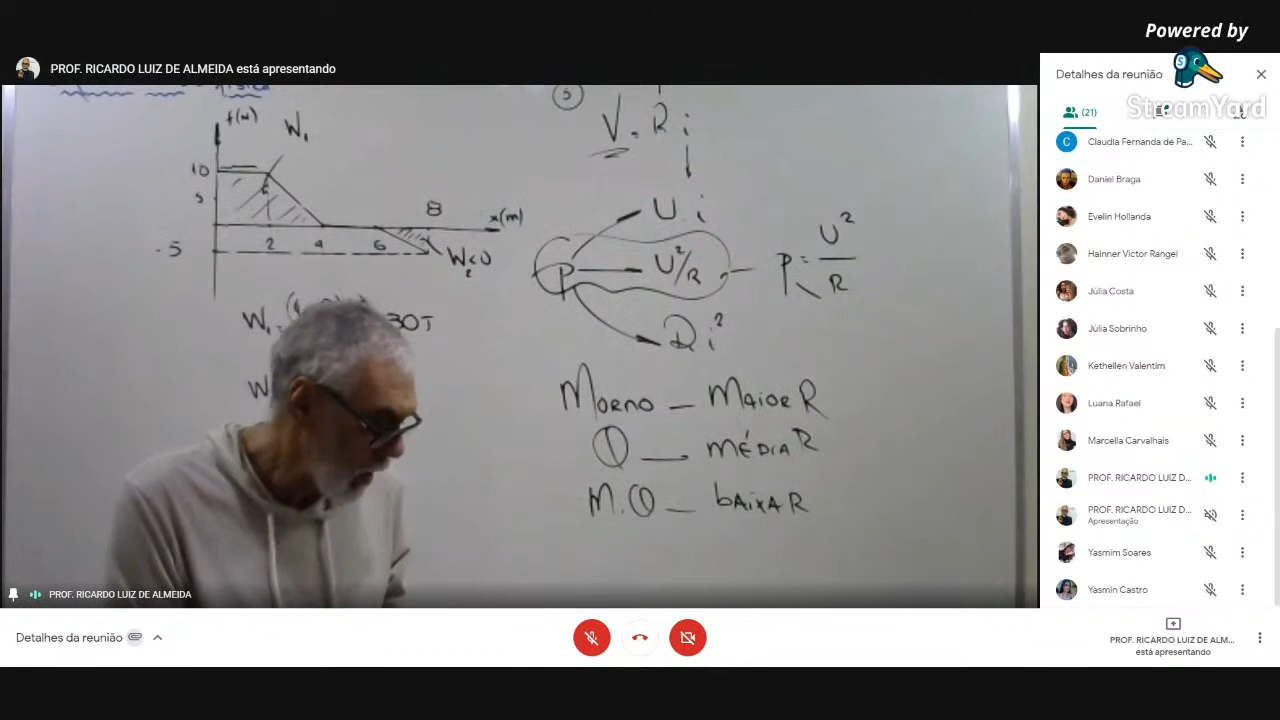 Powered by
StreamYard
PROF. RICARDO LUIZ DE ALMEIDA está apresentando
Detalhes da reunião
(21)
Claudia Fernanda de Pa...
Daniel Braga
Evelin Hollanda
Hainner Victor Rangel
Júlia Costa
Júlia Sobrinho
Kethellen Valentim
Luana Rafael
Marcella Carvalhais
PROF. RICARDO LUIZ D...
PROF. RICARDO LUIZ D...
Apresentação
Yasmim Soares
Yasmin Castro
FÍSICA
f(N)
W₁
10
5
-5
2
4
6
8
x(m)
W₂<0
W₁
30J
W
5
V = R i
P
U i
U²/R
R i²
P = U²/R
MORNO — MAIOR R
Q — MÉDIA R
M.Q — BAIXA R
PROF. RICARDO LUIZ DE ALMEIDA
Detalhes da reunião
PROF. RICARDO LUIZ DE ALM...
está apresentando